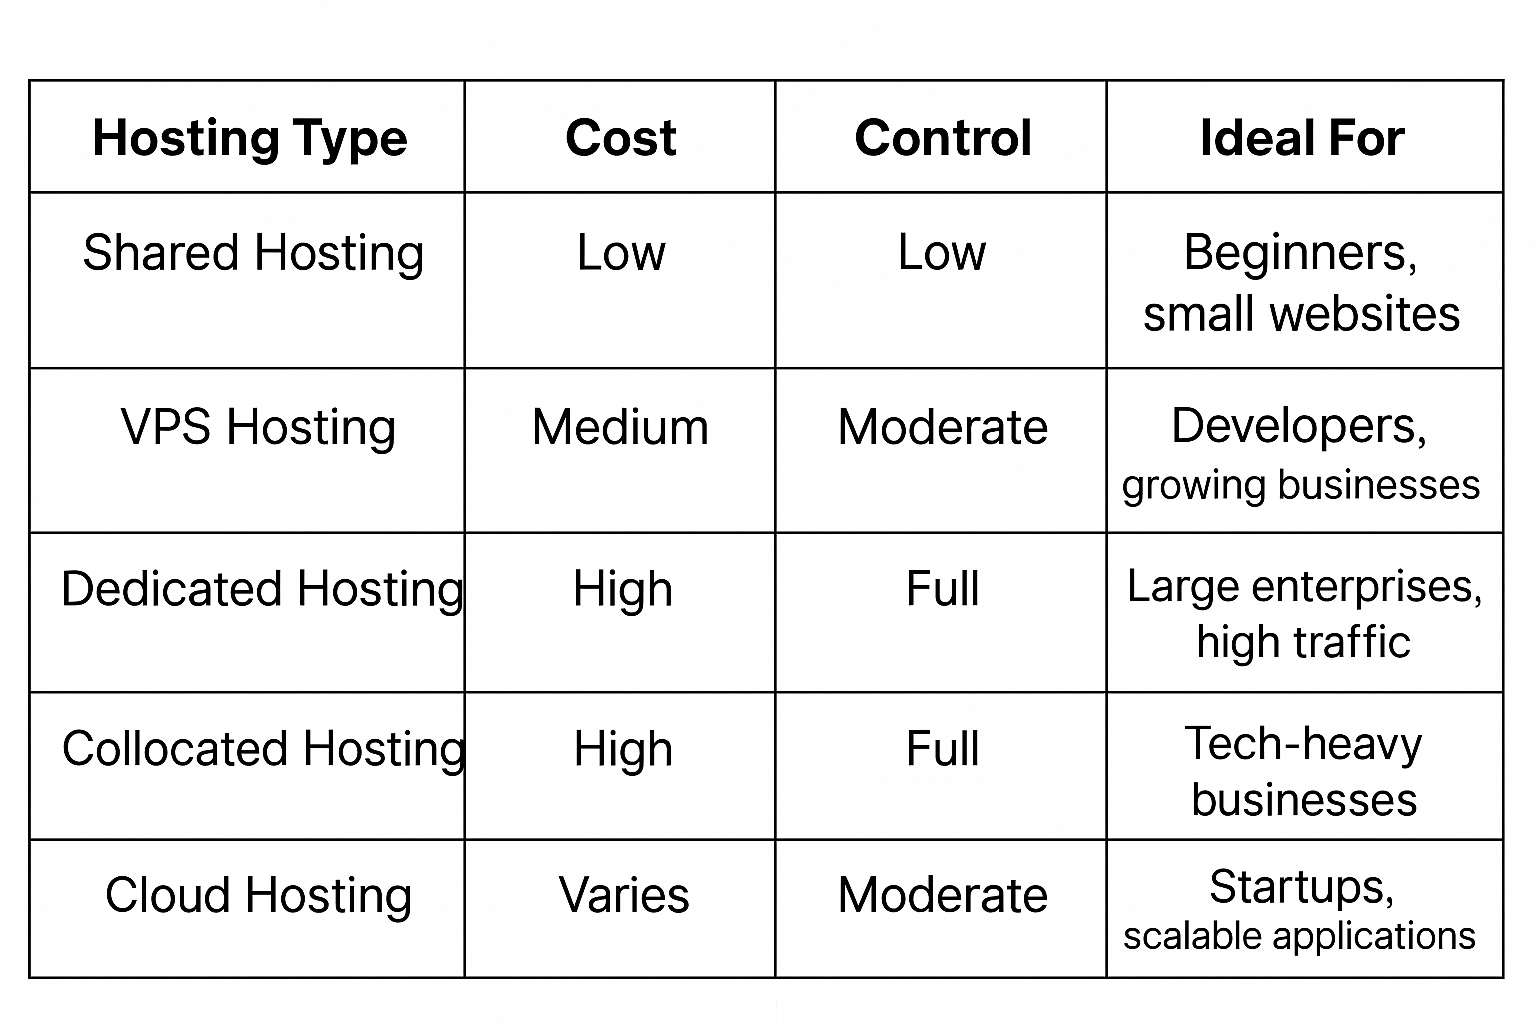 Hosting Type Cost Control Ideal For
Shared Hosting Low Low Beginners,
small websites
VPS Hosting Medium Moderate Developers,
growing businesses
Dedicated Hosting High Full Large enterprises,
high traffic
Collocated Hosting High Full Tech-heavy
businesses
Cloud Hosting Varies Moderate Startups,
scalable applications